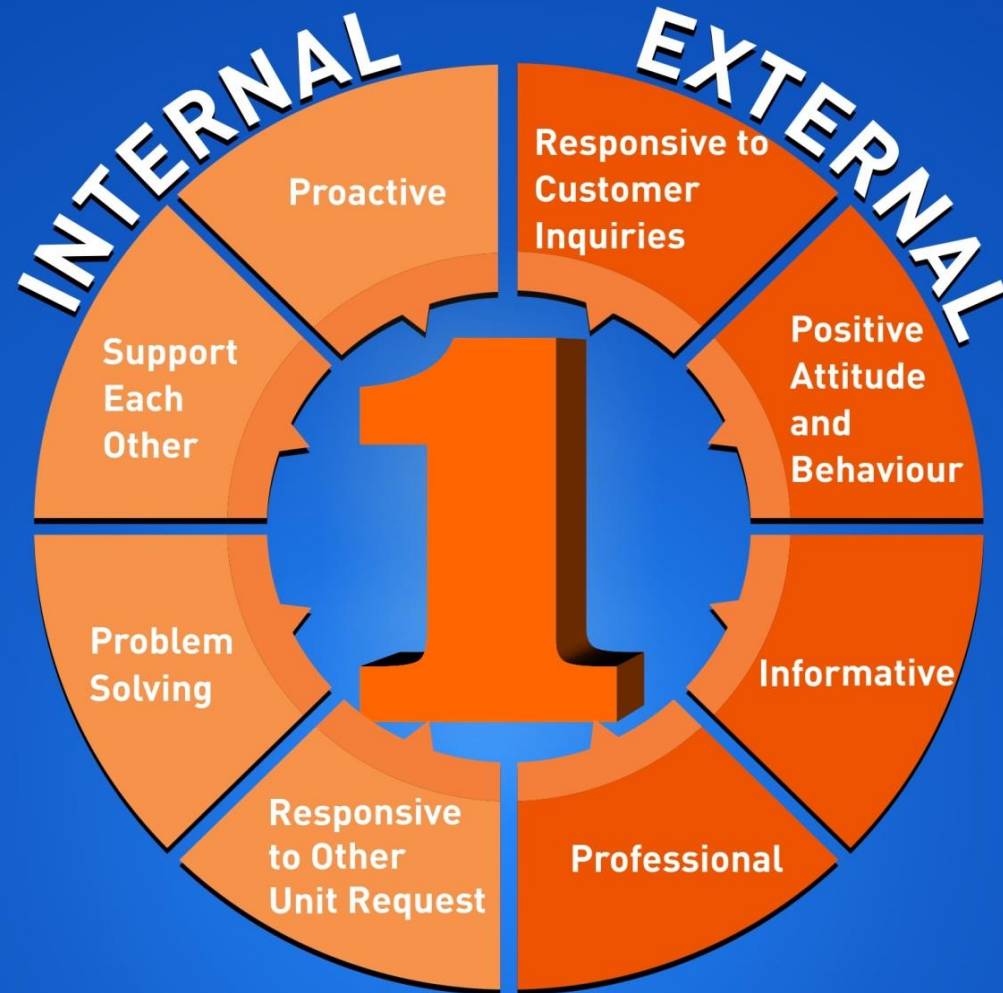 INTERNAL
EXTERNAL
Proactive
Responsive to
Customer
Inquiries
Support
Each
Other
Positive
Attitude
and
Behaviour
1
Problem
Solving
Informative
Responsive
to Other
Unit Request
Professional